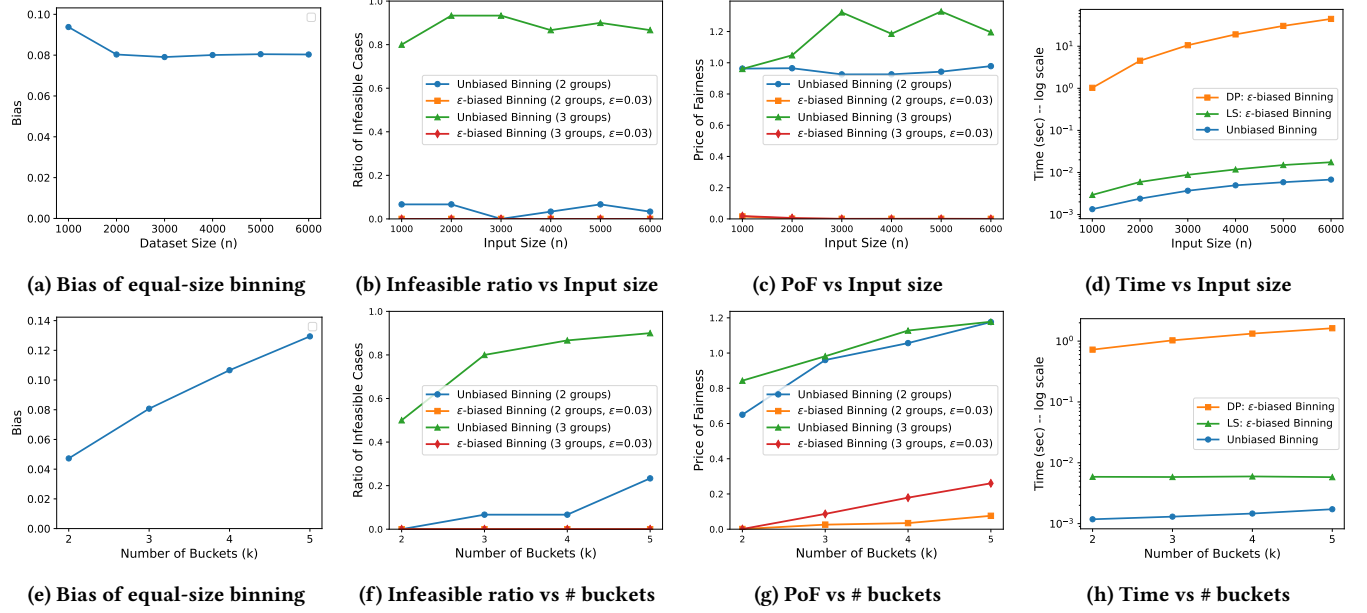 0.10
0.08
0.06
0.04
0.02
0.00
Bias
1000 2000 3000 4000 5000 6000
Dataset Size (n)
(a) Bias of equal-size binning
1.0
0.8
0.6
0.4
0.2
0.0
Ratio of Infeasible Cases
Unbiased Binning (2 groups)
ε-biased Binning (2 groups, ε=0.03)
Unbiased Binning (3 groups)
ε-biased Binning (3 groups, ε=0.03)
1000 2000 3000 4000 5000 6000
Input Size (n)
(b) Infeasible ratio vs Input size
1.2
1.0
0.8
0.6
0.4
0.2
0.0
Price of Fairness
Unbiased Binning (2 groups)
ε-biased Binning (2 groups, ε=0.03)
Unbiased Binning (3 groups)
ε-biased Binning (3 groups, ε=0.03)
1000 2000 3000 4000 5000 6000
Input Size (n)
(c) PoF vs Input size
10¹
10⁰
10⁻¹
10⁻²
10⁻³
Time (sec) -- log scale
DP: ε-biased Binning
LS: ε-biased Binning
Unbiased Binning
1000 2000 3000 4000 5000 6000
Input Size (n)
(d) Time vs Input size
0.14
0.12
0.10
0.08
0.06
0.04
0.02
0.00
Bias
2 3 4 5
Number of Buckets (k)
(e) Bias of equal-size binning
1.0
0.8
0.6
0.4
0.2
0.0
Ratio of Infeasible Cases
Unbiased Binning (2 groups)
ε-biased Binning (2 groups, ε=0.03)
Unbiased Binning (3 groups)
ε-biased Binning (3 groups, ε=0.03)
2 3 4 5
Number of Buckets (k)
(f) Infeasible ratio vs # buckets
1.2
1.0
0.8
0.6
0.4
0.2
0.0
Price of Fairness
Unbiased Binning (2 groups)
ε-biased Binning (2 groups, ε=0.03)
Unbiased Binning (3 groups)
ε-biased Binning (3 groups, ε=0.03)
2 3 4 5
Number of Buckets (k)
(g) PoF vs # buckets
10⁰
10⁻¹
10⁻²
10⁻³
Time (sec) -- log scale
DP: ε-biased Binning
LS: ε-biased Binning
Unbiased Binning
2 3 4 5
Number of Buckets (k)
(h) Time vs # buckets